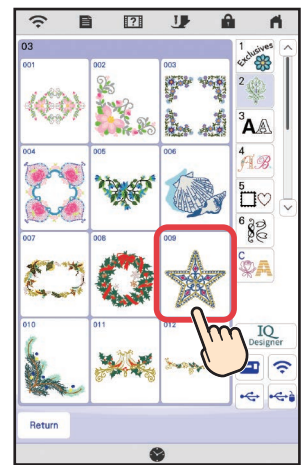 03
001 002 003
004 005 006
007 008 009
010 011 012
Return
1 Exclusives
2
3 AA
4 AB
5
6
C A
IQ
Designer